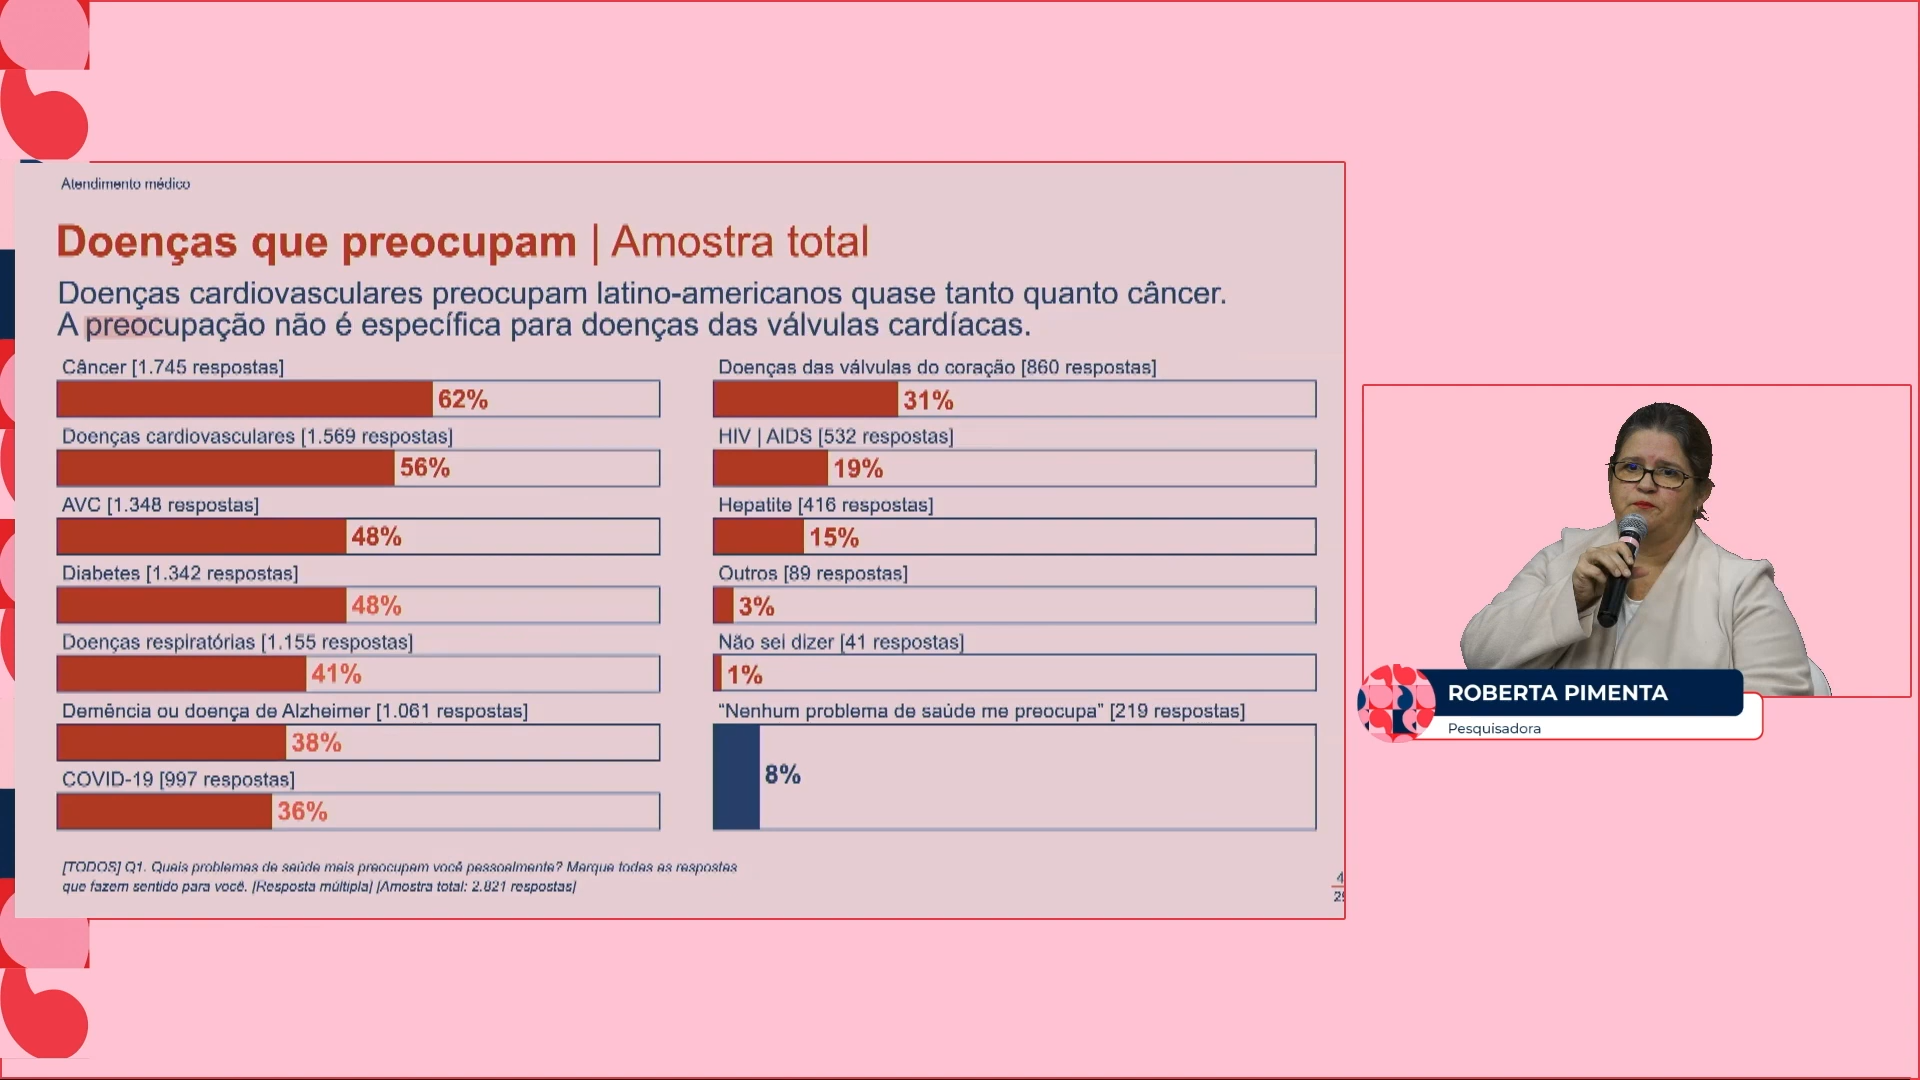 Atendimento médico
Doenças que preocupam | Amostra total
Doenças cardiovasculares preocupam latino-americanos quase tanto quanto câncer.
A preocupação não é específica para doenças das válvulas cardíacas.
Câncer [1.745 respostas]
62%
Doenças cardiovasculares [1.569 respostas]
56%
AVC [1.348 respostas]
48%
Diabetes [1.342 respostas]
48%
Doenças respiratórias [1.155 respostas]
41%
Demência ou doença de Alzheimer [1.061 respostas]
38%
COVID-19 [997 respostas]
36%
Doenças das válvulas do coração [860 respostas]
31%
HIV | AIDS [532 respostas]
19%
Hepatite [416 respostas]
15%
Outros [89 respostas]
3%
Não sei dizer [41 respostas]
1%
“Nenhum problema de saúde me preocupa” [219 respostas]
8%
[TODOS] Q1. Quais problemas de saúde mais preocupam você pessoalmente? Marque todas as respostas
que fazem sentido para você. [Resposta múltipla] [Amostra total: 2.821 respostas]
ROBERTA PIMENTA
Pesquisadora